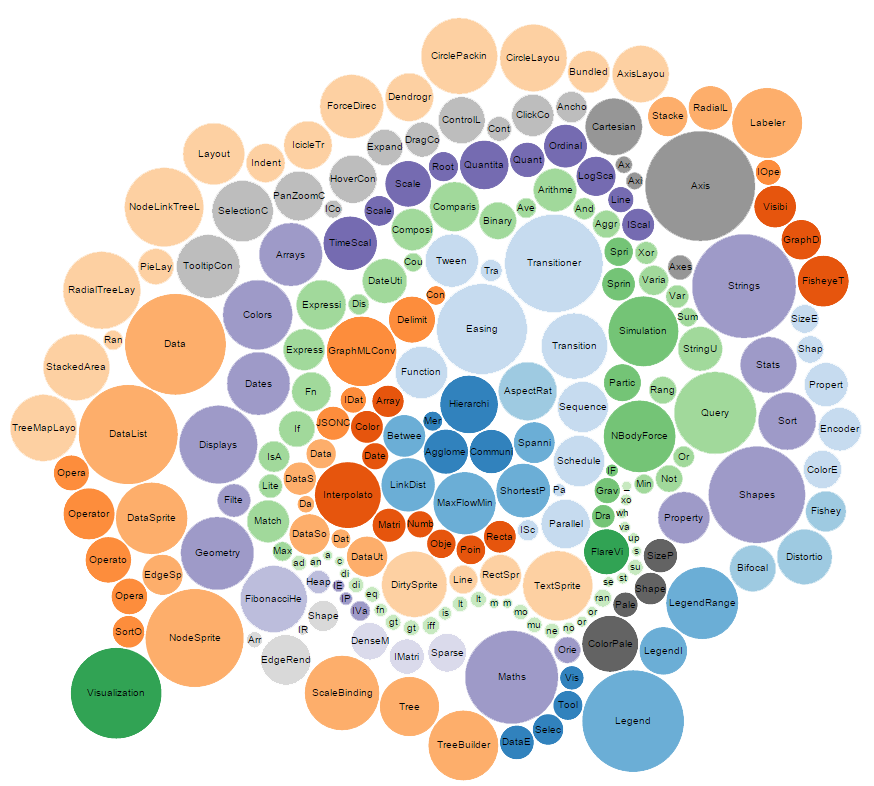 CirclePackin
CircleLayou
Bundled
AxisLayou
ForceDirec
Dendrogr
ControlL
Cont
ClickCo
Ancho
Cartesian
Stacke
RadialL
Labeler
Layout
Indent
IcicleTr
Expand
DragCo
Root
Quantita
Quant
Ordinal
LogSca
Ax
Axi
Axis
IOpe
NodeLinkTreeL
SelectionC
PanZoomC
HoverCon
ICo
Scale
Scale
Comparis
Binary
Ave
Arithme
And
Aggr
Line
IScal
Visibi
GraphD
FisheyeT
RadialTreeLay
PieLay
TooltipCon
Arrays
TimeScal
Composi
Cou
DateUti
Tween
Tra
Transitioner
Spri
Xor
Axes
Sprin
Varia
Var
Sum
Strings
SizeE
Ran
Data
Colors
Expressi
Dis
Con
Delimit
Easing
Simulation
StringU
Shap
StackedArea
Express
GraphMLConv
Transition
Stats
Propert
Dates
Fn
Function
AspectRat
Partic
Rang
TreeMapLayo
DataList
Displays
If
IDat
Array
JSONC
Color
Hierarchi
Mer
Betwee
Sequence
NBodyForce
Query
Sort
Encoder
IsA
Data
Date
Agglome
Communi
Spanni
Schedule
Or
ColorE
Opera
Lite
DataS
Interpolato
LinkDist
ShortestP
Pa
IF
Grav
xo
Min
Not
Shapes
Filte
Da
MaxFlowMin
Operator
DataSprite
Match
DataSo
Matri
Numb
Recta
ISc
Parallel
Dra
wh
va
Property
Fishey
Geometry
Max
Dat
Obje
Poin
FlareVi
up
s
su
SizeP
Distortio
Operato
EdgeSp
ad
an
a
c
di
DataUt
Bifocal
Opera
FibonacciHe
Heap
IE
di
eq
DirtySprite
Line
RectSpr
TextSprite
se
st
Shape
SortO
NodeSprite
Shape
IP
IVa
fn
gt
gt
iff
is
lt
lt
m
m
mo
mu
ne
no
or
or
ran
Pale
LegendRange
Arr
IR
EdgeRend
DenseM
IMatri
Sparse
Orie
ColorPale
LegendI
Visualization
ScaleBinding
Tree
Maths
Vis
Tool
Selec
DataE
TreeBuilder
Legend